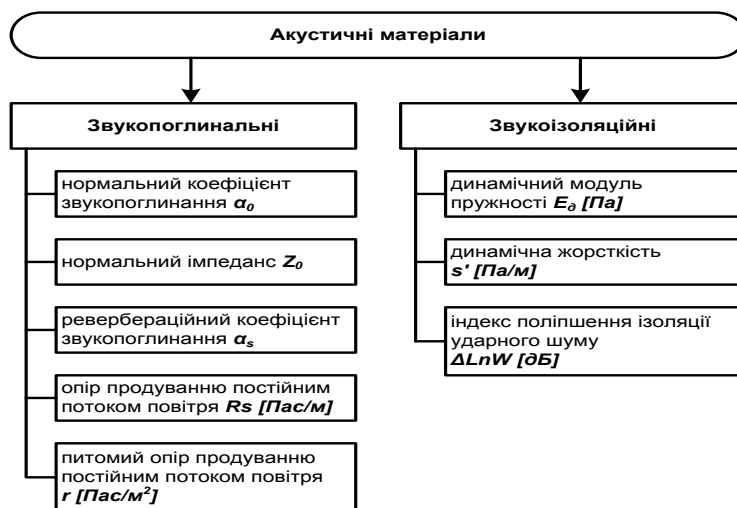 Акустичні матеріали
Звукопоглинальні
нормальний коефіцієнт
звукопоглинання α₀
нормальний імпеданс Z₀
ревербераційний коефіцієнт
звукопоглинання αₛ
опір продуванню постійним
потоком повітря Rs [Пас/м]
питомий опір продуванню
постійним потоком повітря
r [Пас/м²]
Звукоізоляційні
динамічний модуль
пружності E∂ [Па]
динамічна жорсткість
s' [Па/м]
індекс поліпшення ізоляції
ударного шуму
ΔLnW [дБ]